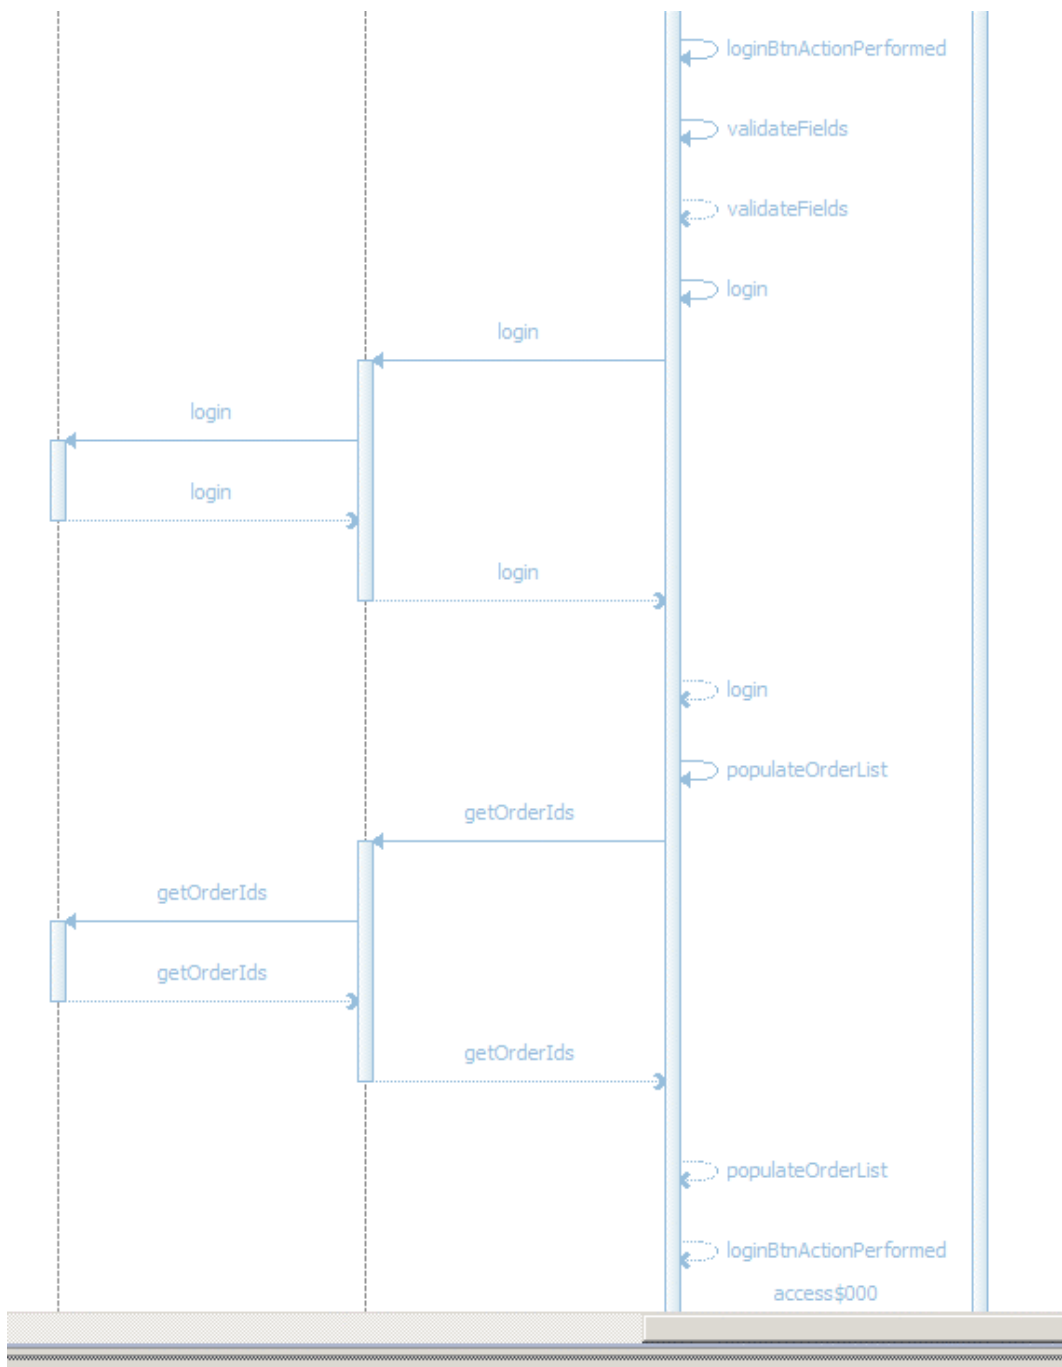 loginBtnActionPerformed
validateFields
validateFields
login
login
login
login
login
login
populateOrderList
getOrderIds
getOrderIds
getOrderIds
getOrderIds
populateOrderList
loginBtnActionPerformed
access$000